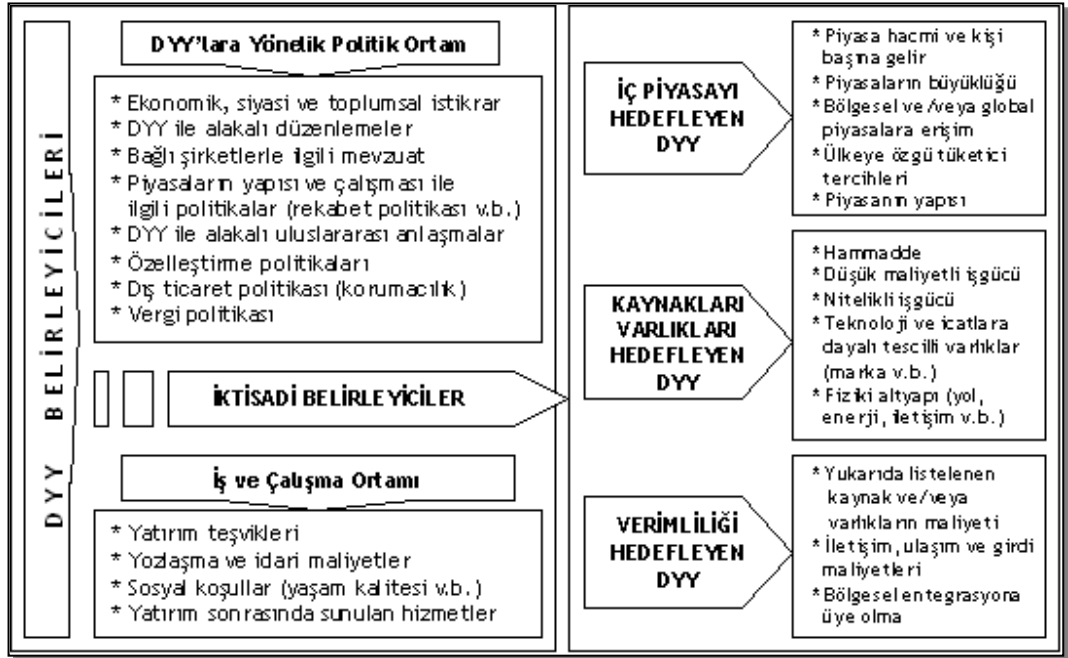 DYY BELİRLEYİCİLERİ
DYY'lara Yönelik Politik Ortam
* Ekonomik, siyasi ve toplumsal istikrar
* DYY ile alakalı düzenlemeler
* Bağlı şirketlerle ilgili mevzuat
* Piyasaların yapısı ve çalışması ile
ilgili politikalar (rekabet politikası v.b.)
* DYY ile alakalı uluslararası anlaşmalar
* Özelleştirme politikaları
* Dış ticaret politikası (korumacılık)
* Vergi politikası
İKTİSADİ BELİRLEYİCİLER
İş ve Çalışma Ortamı
* Yatırım teşvikleri
* Yozlaşma ve idari maliyetler
* Sosyal koşullar (yaşam kalitesi v.b.)
* Yatırım sonrasında sunulan hizmetler
İÇ PİYASAYI
HEDEFLEYEN
DYY
* Piyasa hacmi ve kişi
başına gelir
* Piyasaların büyüklüğü
* Bölgesel ve /veya global
piyasalara erişim
* Ülkeye özgü tüketici
tercihleri
* Piyasanın yapısı
KAYNAKLARI
VARLIKLARI
HEDEFLEYEN
DYY
* Hammadde
* Düşük maliyetli işgücü
* Nitelikli işgücü
* Teknoloji ve icatlara
dayalı tescilli varlıklar
(marka v.b.)
* Fiziki altyapı (yol,
enerji, iletişim v.b.)
VERİMLİLİĞİ
HEDEFLEYEN
DYY
* Yukarıda listelenen
kaynak ve/veya
varlıkların maliyeti
* İletişim, ulaşım ve girdi
maliyetleri
* Bölgesel entegrasyona
üye olma